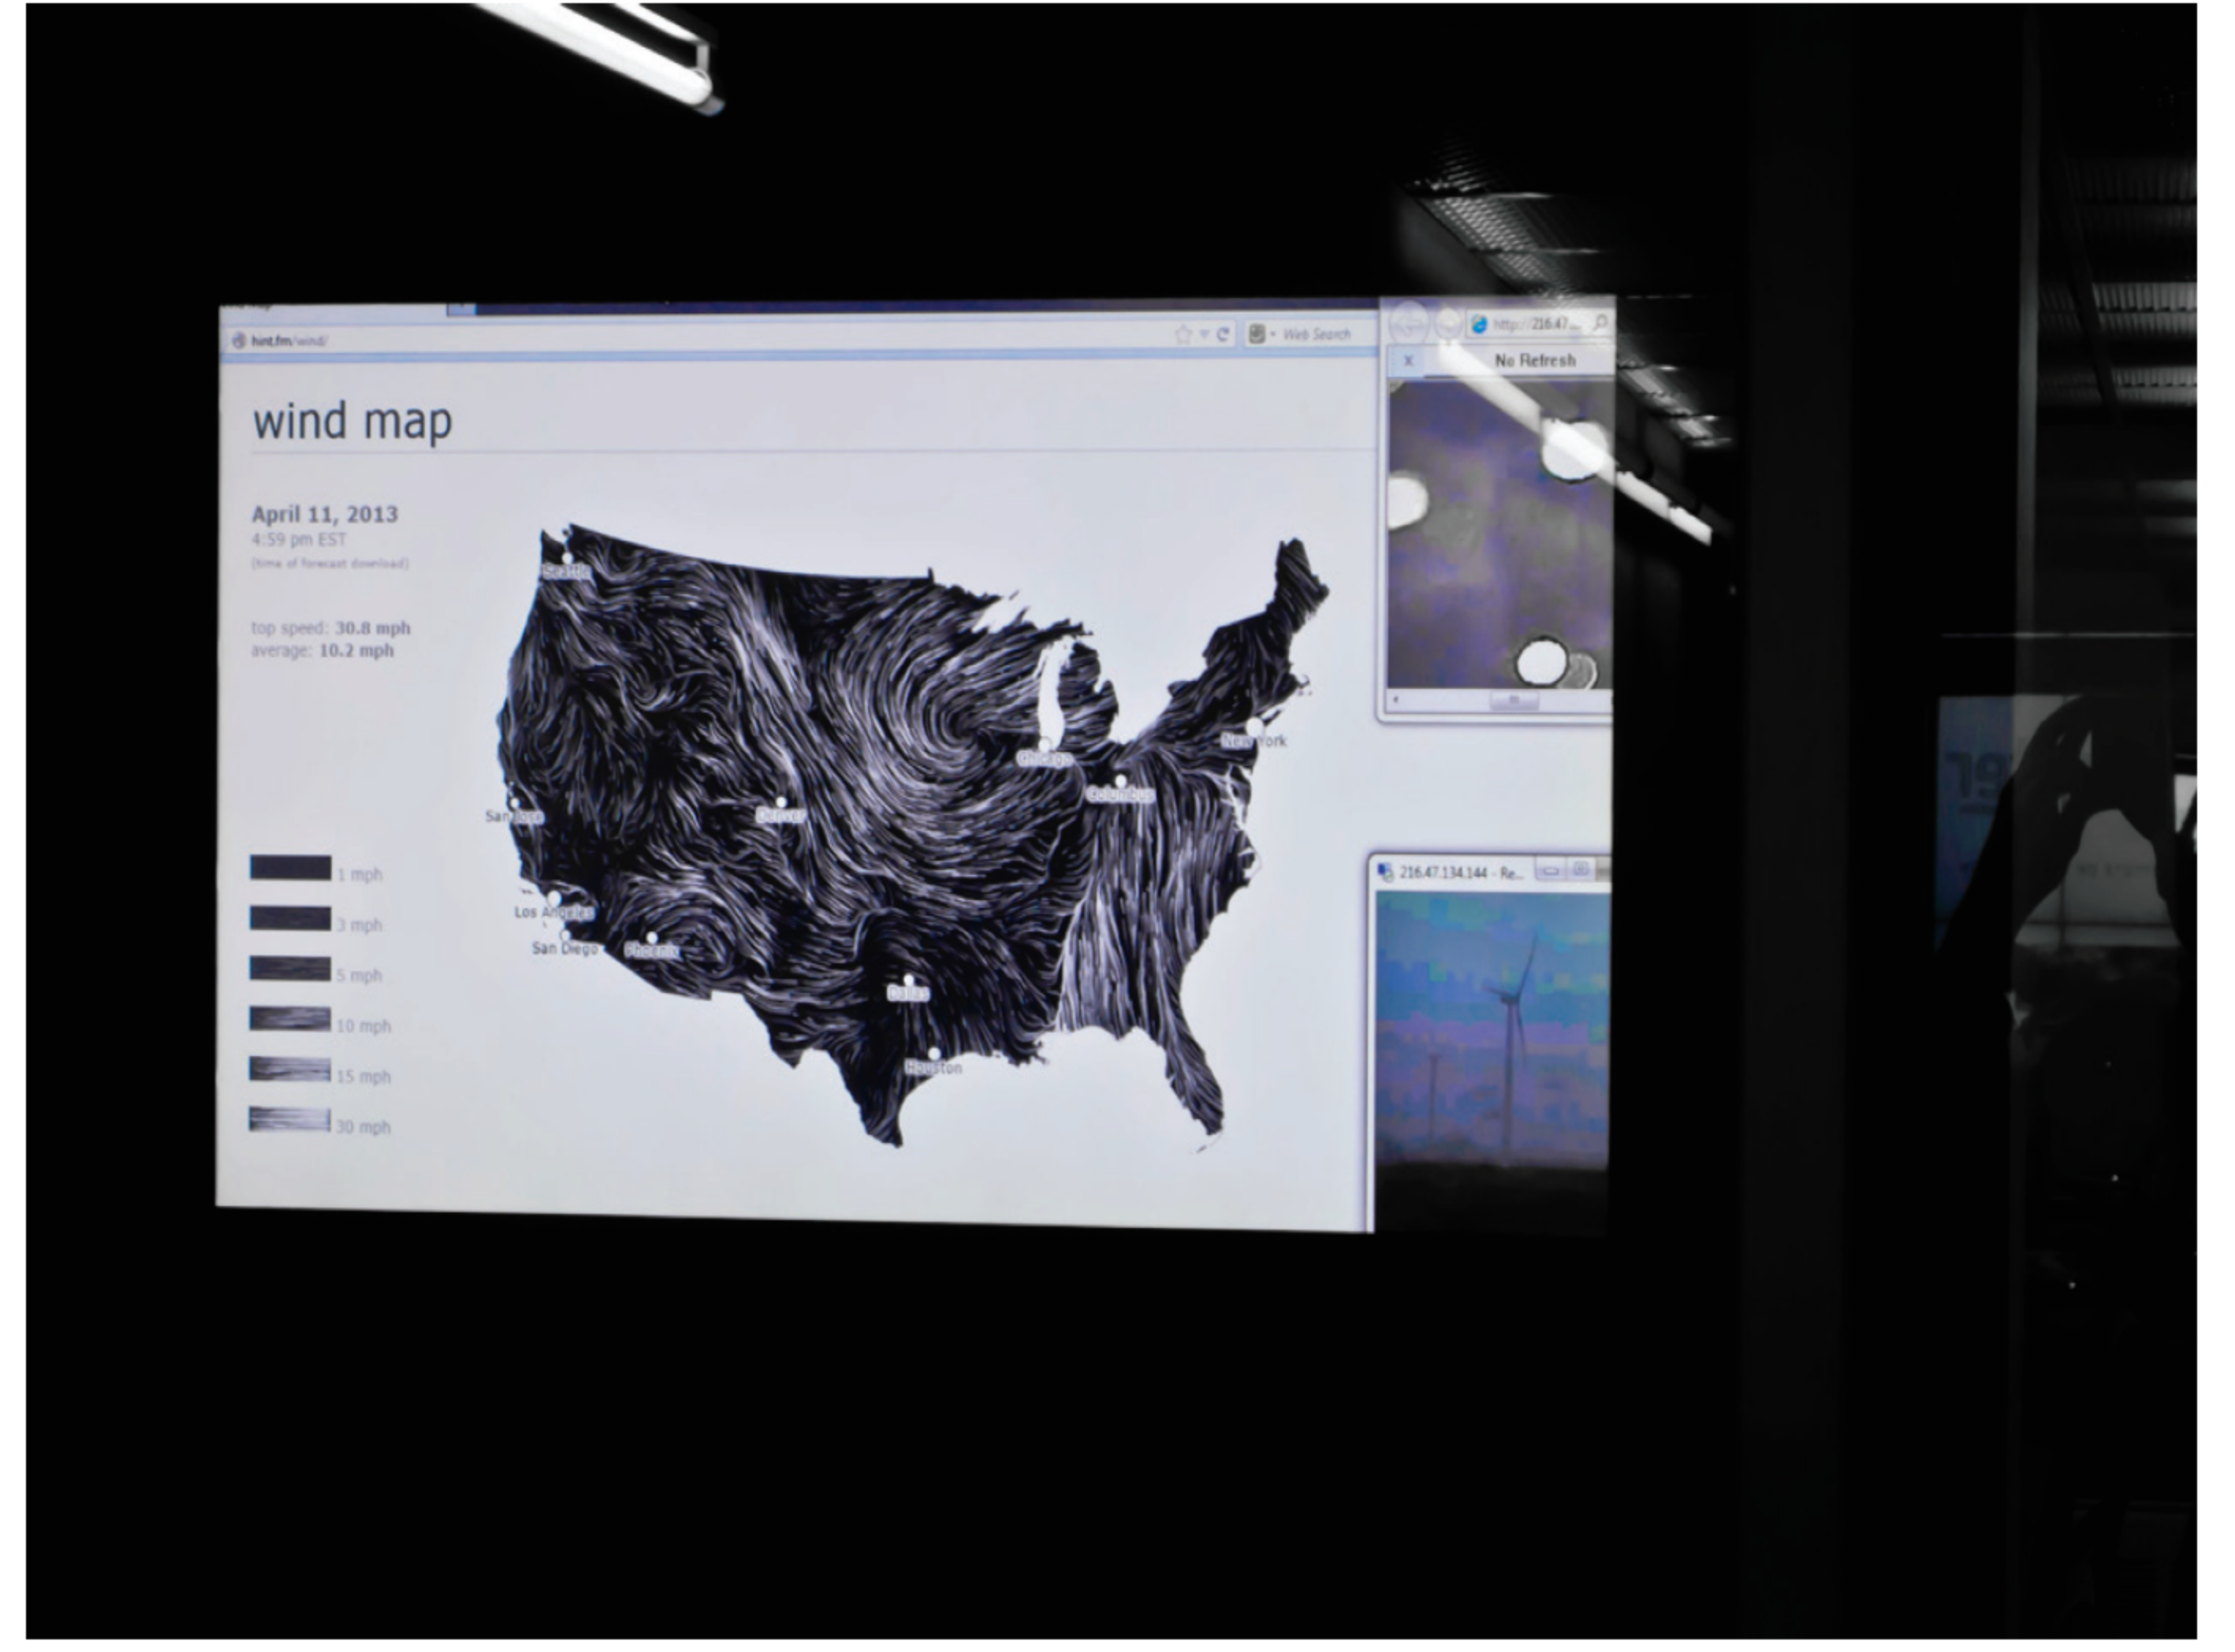 hint.fm/wind/
Web Search
http://216.47...
x
No Refresh
wind map
April 11, 2013
4:59 pm EST
(time of forecast download)
top speed: 30.8 mph
average: 10.2 mph
Seattle
New York
Chicago
Columbus
San Jose
Denver
Los Angeles
San Diego
Phoenix
Dallas
Houston
1 mph
3 mph
5 mph
10 mph
15 mph
30 mph
216.47.134.144 - Re...